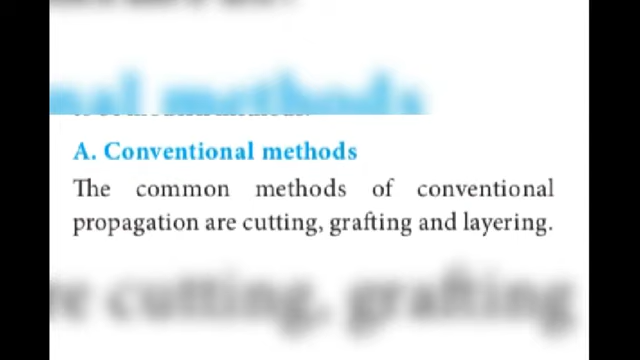 A. Conventional methods
The common methods of conventional
propagation are cutting, grafting and layering.